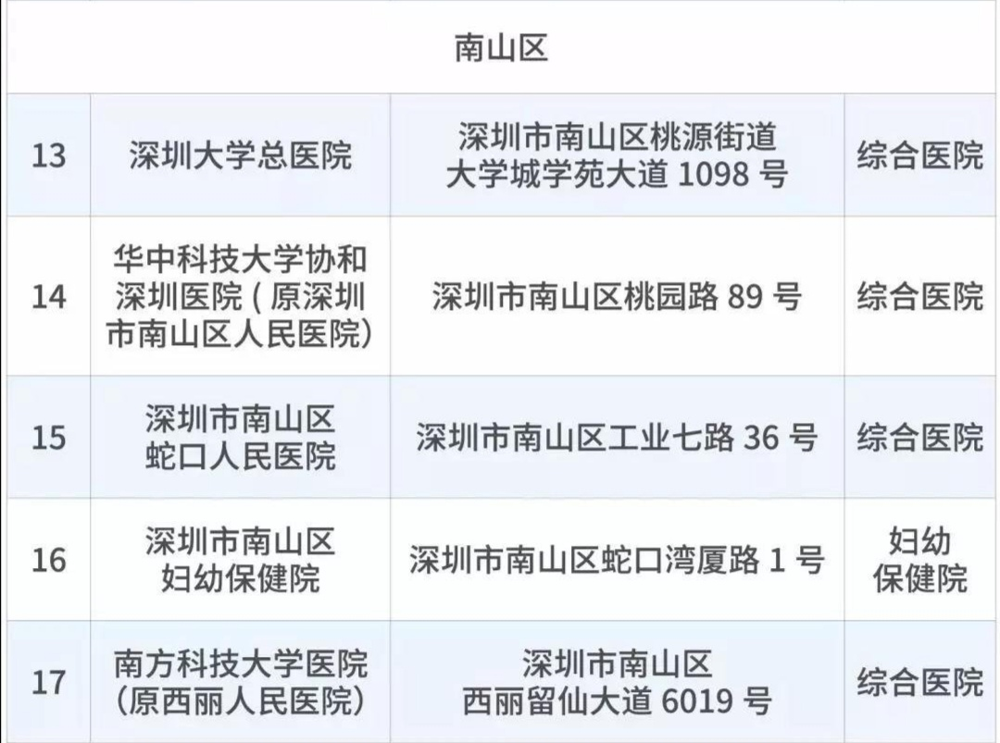 南山区
13
深圳大学总医院
深圳市南山区桃源街道
大学城学苑大道 1098 号
综合医院
14
华中科技大学协和
深圳医院 ( 原深圳
市南山区人民医院）
深圳市南山区桃园路 89 号
综合医院
15
深圳市南山区
蛇口人民医院
深圳市南山区工业七路 36 号
综合医院
16
深圳市南山区
妇幼保健院
深圳市南山区蛇口湾厦路 1 号
妇幼
保健院
17
南方科技大学医院
（原西丽人民医院）
深圳市南山区
西丽留仙大道 6019 号
综合医院